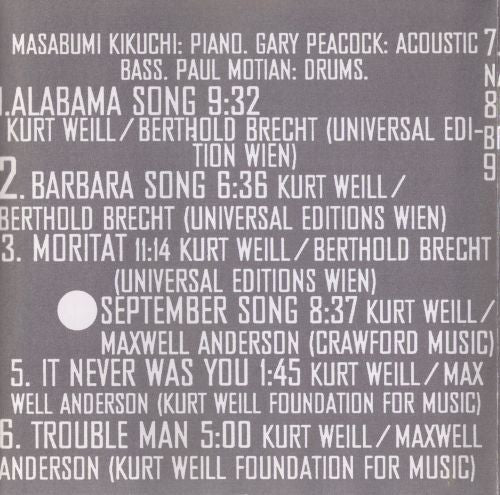 MASABUMI KIKUCHI: PIANO. GARY PEACOCK: ACOUSTIC
BASS. PAUL MOTIAN: DRUMS.
1.ALABAMA SONG 9:32
KURT WEILL / BERTHOLD BRECHT (UNIVERSAL EDI-
TION WIEN)
2. BARBARA SONG 6:36 KURT WEILL /
BERTHOLD BRECHT (UNIVERSAL EDITIONS WIEN)
3. MORITAT 11:14 KURT WEILL / BERTHOLD BRECHT
(UNIVERSAL EDITIONS WIEN)
SEPTEMBER SONG 8:37 KURT WEILL /
MAXWELL ANDERSON (CRAWFORD MUSIC)
5. IT NEVER WAS YOU 1:45 KURT WEILL / MAX
WELL ANDERSON (KURT WEILL FOUNDATION FOR MUSIC)
6. TROUBLE MAN 5:00 KURT WEILL / MAXWELL
ANDERSON (KURT WEILL FOUNDATION FOR MUSIC)
7
8
9